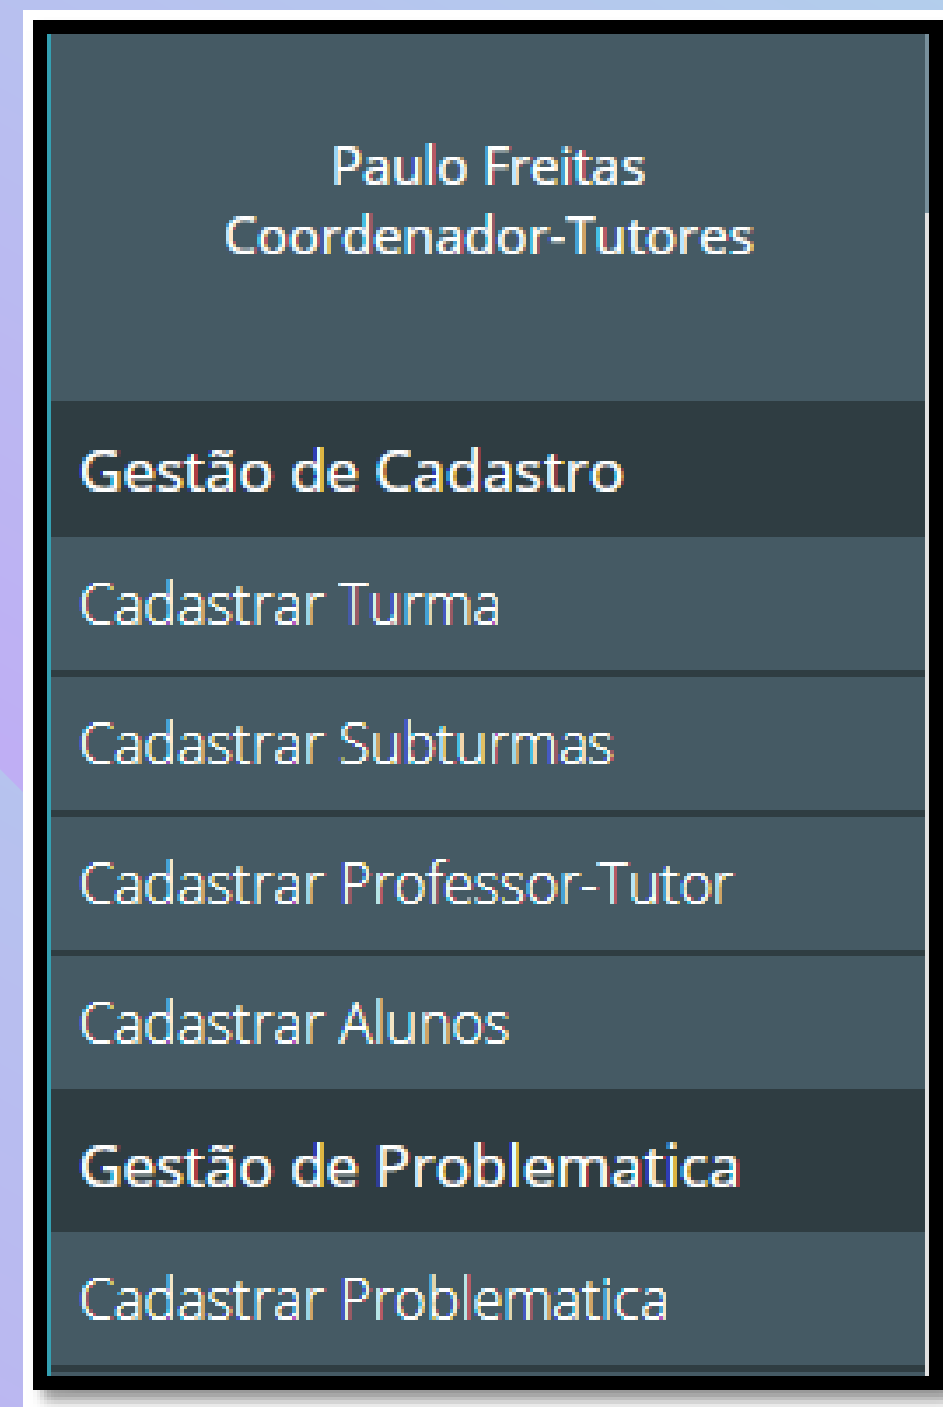 Paulo Freitas
Coordenador-Tutores
Gestão de Cadastro
Cadastrar Turma
Cadastrar Subturmas
Cadastrar Professor-Tutor
Cadastrar Alunos
Gestão de Problematica
Cadastrar Problematica